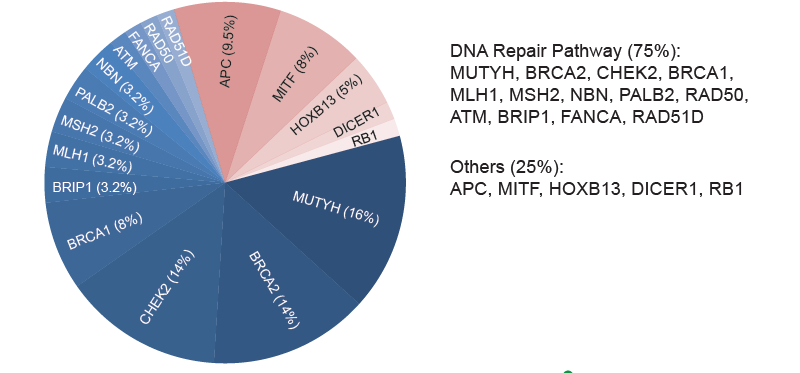 RAD51D
RAD50
FANCA
ATM
NBN (3.2%)
PALB2 (3.2%)
MSH2 (3.2%)
MLH1 (3.2%)
BRIP1 (3.2%)
BRCA1 (8%)
CHEK2 (14%)
BRCA2 (14%)
MUTYH (16%)
RB1
DICER1
HOXB13 (5%)
MITF (8%)
APC (9.5%)
DNA Repair Pathway (75%):
MUTYH, BRCA2, CHEK2, BRCA1,
MLH1, MSH2, NBN, PALB2, RAD50,
ATM, BRIP1, FANCA, RAD51D
Others (25%):
APC, MITF, HOXB13, DICER1, RB1